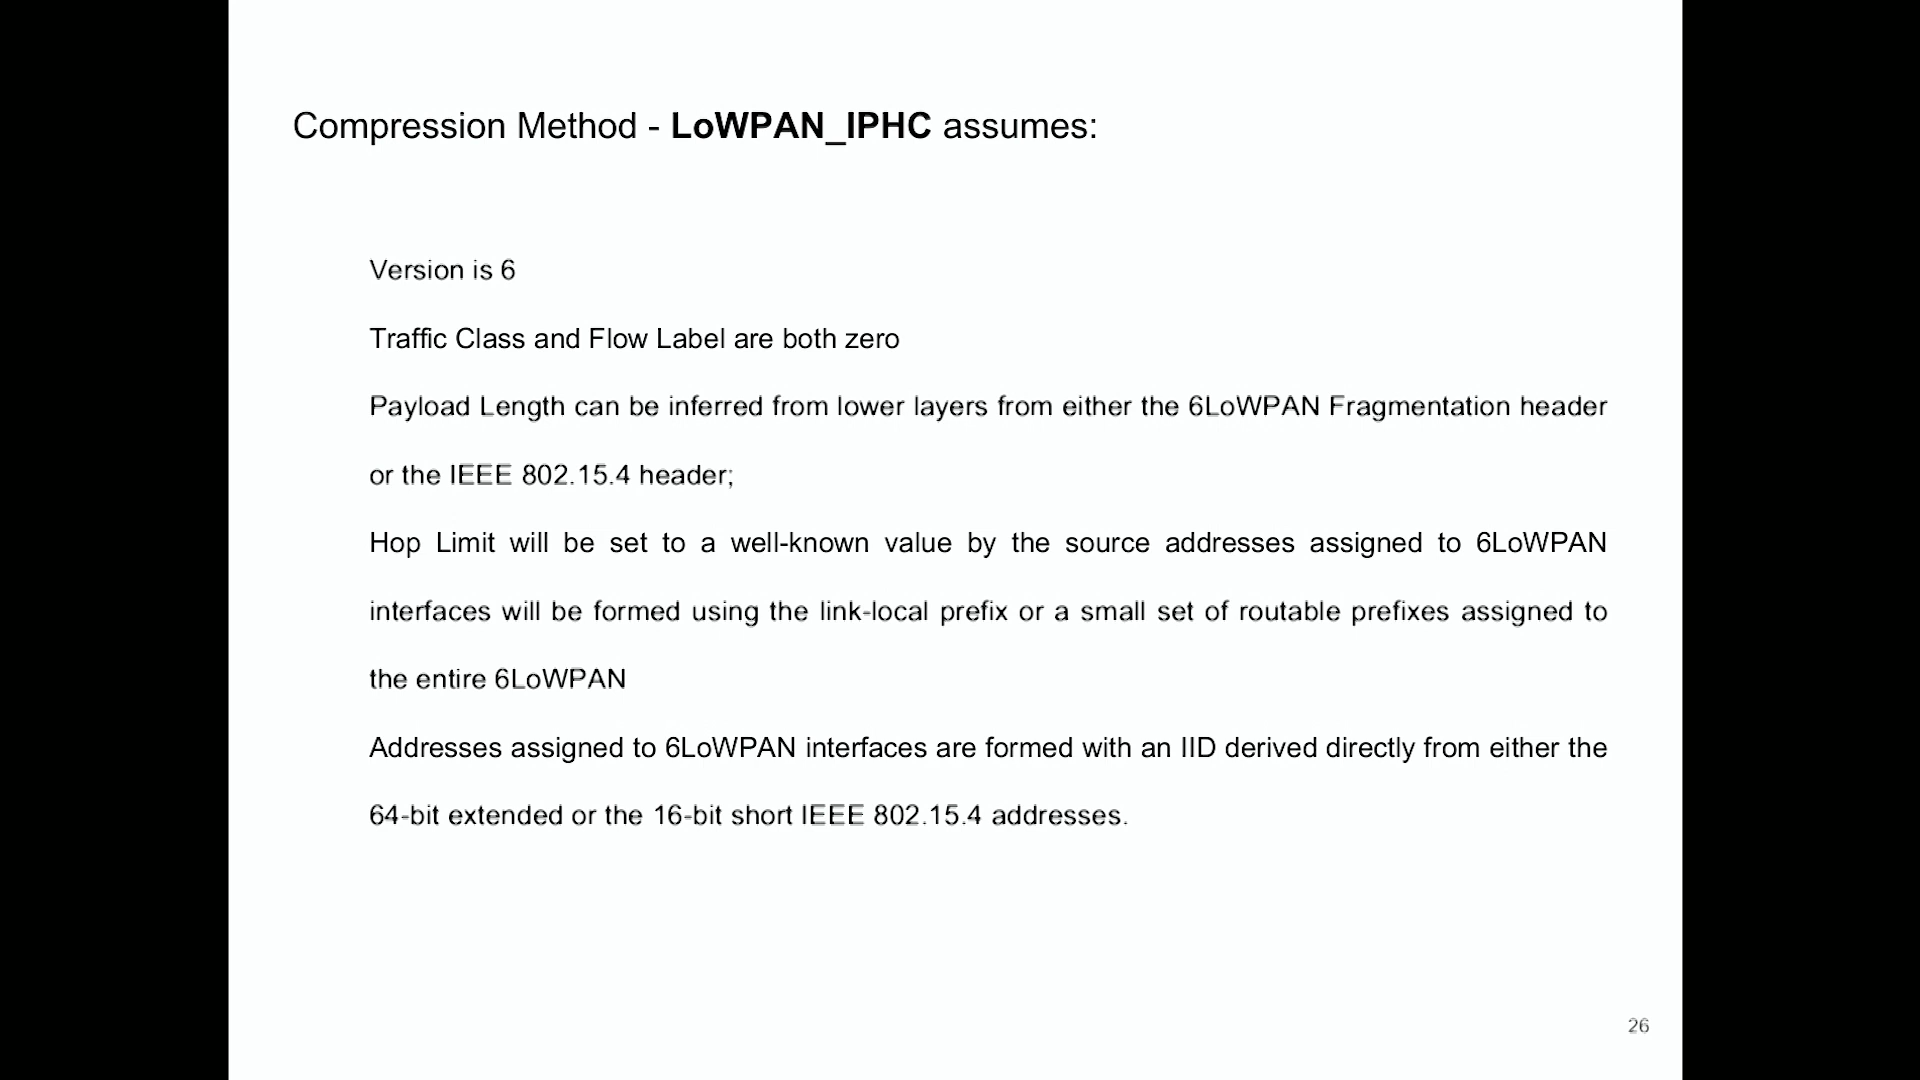 Compression Method - LoWPAN_IPHC assumes:
Version is 6
Traffic Class and Flow Label are both zero
Payload Length can be inferred from lower layers from either the 6LoWPAN Fragmentation header
or the IEEE 802.15.4 header;
Hop Limit will be set to a well-known value by the source addresses assigned to 6LoWPAN
interfaces will be formed using the link-local prefix or a small set of routable prefixes assigned to
the entire 6LoWPAN
Addresses assigned to 6LoWPAN interfaces are formed with an IID derived directly from either the
64-bit extended or the 16-bit short IEEE 802.15.4 addresses.
26